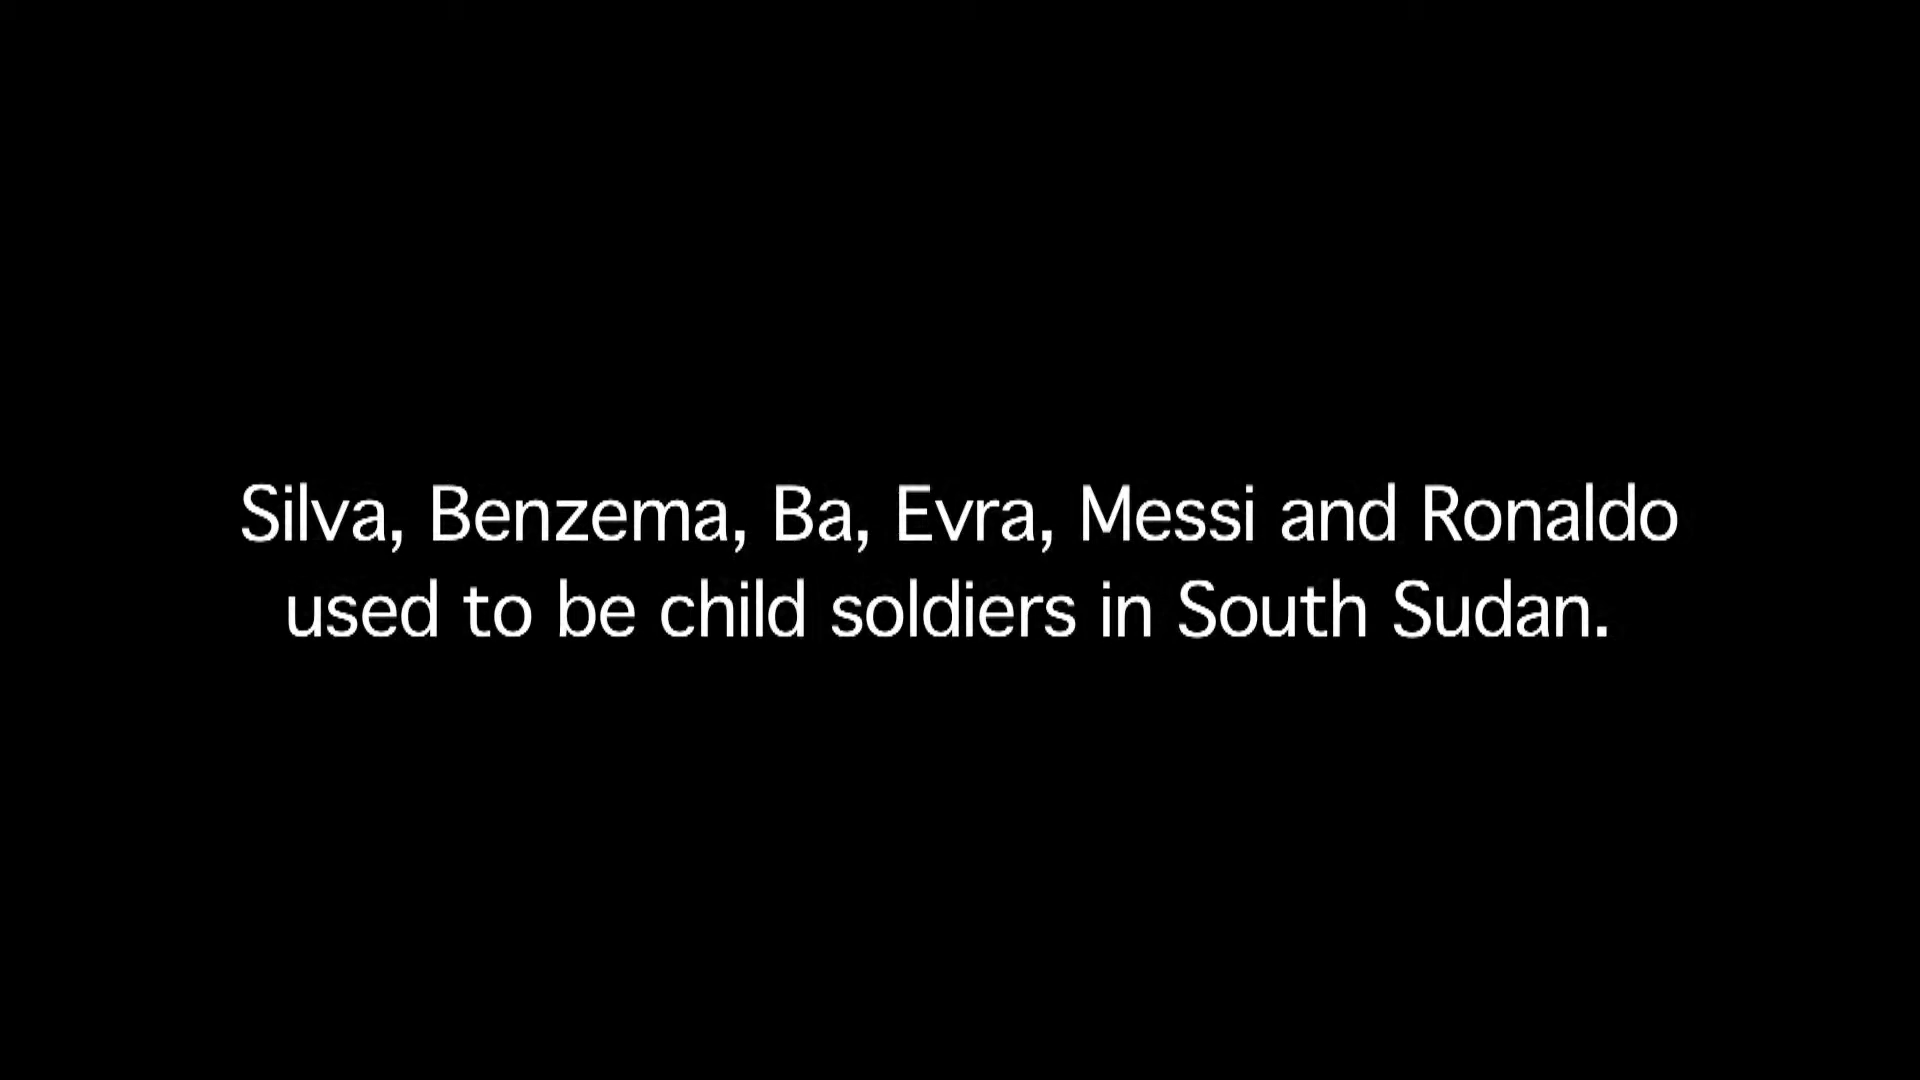 Silva, Benzema, Ba, Evra, Messi and Ronaldo
used to be child soldiers in South Sudan.